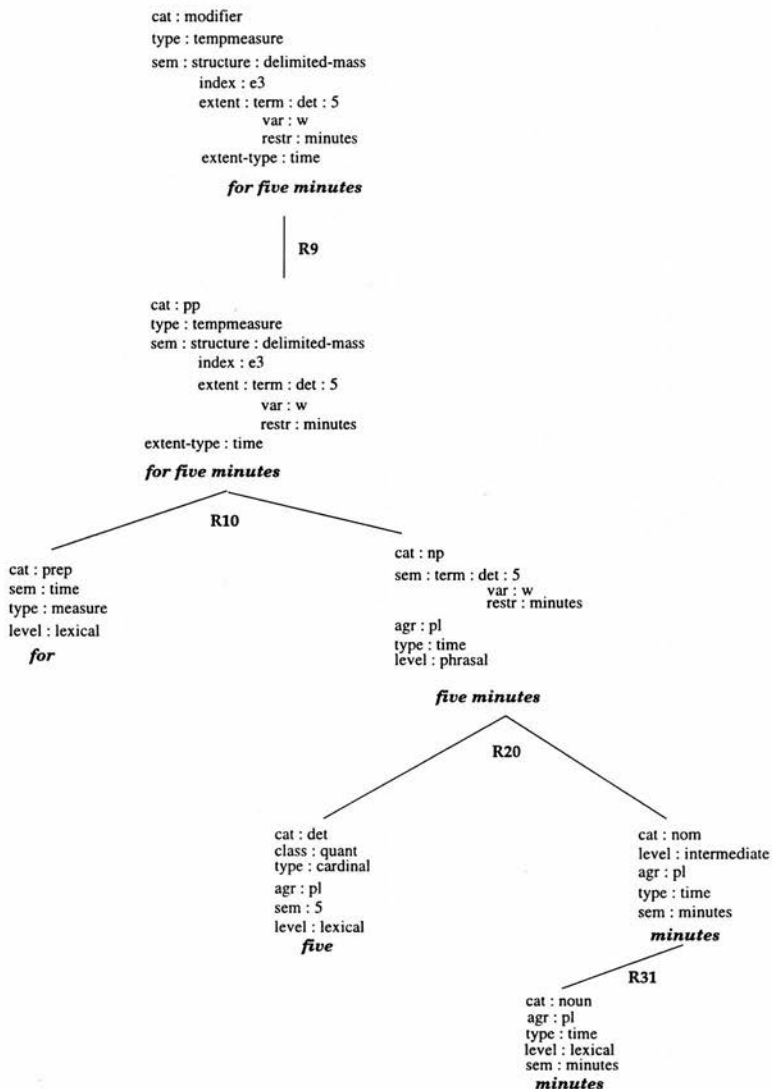 cat : modifier
type : tempmeasure
sem : structure : delimited-mass
index : e3
extent : term : det : 5
var : w
restr : minutes
extent-type : time
for five minutes
R9
cat : pp
type : tempmeasure
sem : structure : delimited-mass
index : e3
extent : term : det : 5
var : w
restr : minutes
extent-type : time
for five minutes
R10
cat : prep
sem : time
type : measure
level : lexical
for
cat : np
sem : term : det : 5
var : w
restr : minutes
agr : pl
type : time
level : phrasal
five minutes
R20
cat : det
class : quant
type : cardinal
agr : pl
sem : 5
level : lexical
five
cat : nom
level : intermediate
agr : pl
type : time
sem : minutes
minutes
R31
cat : noun
agr : pl
type : time
level : lexical
sem : minutes
minutes